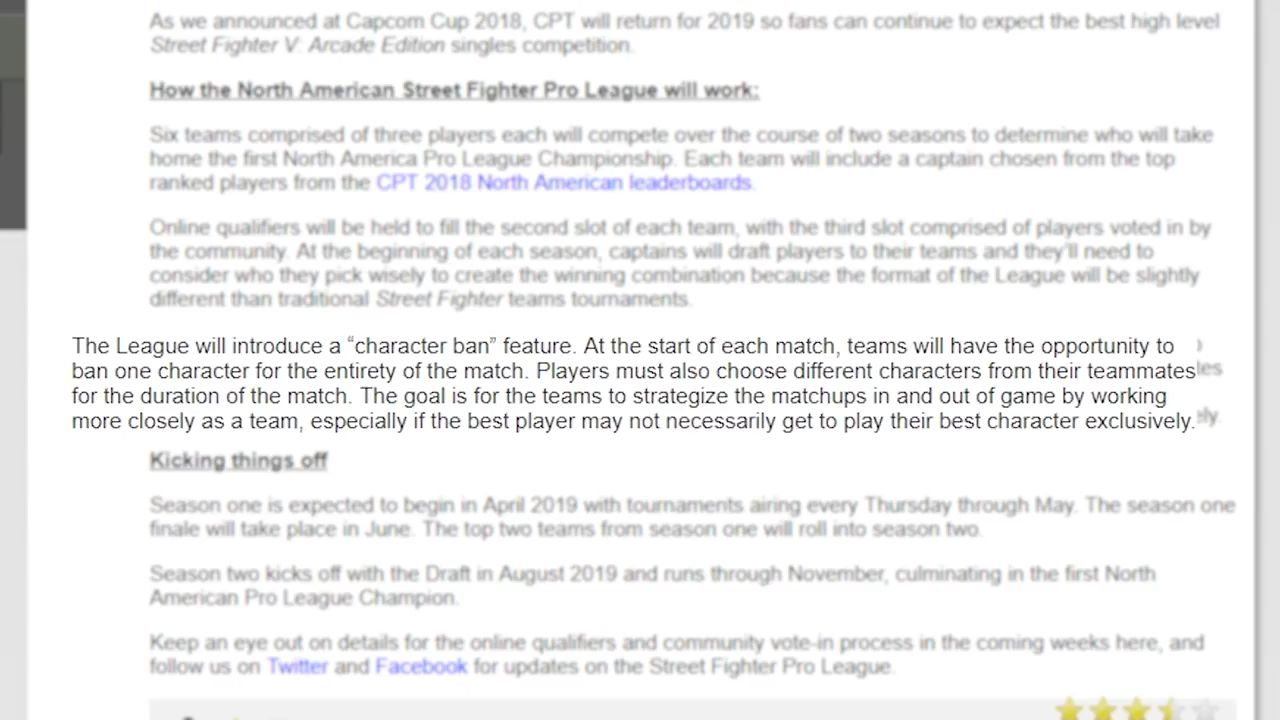 As we announced at Capcom Cup 2018, CPT will return for 2019 so fans can continue to expect the best high level
Street Fighter V: Arcade Edition singles competition.
How the North American Street Fighter Pro League will work:
Six teams comprised of three players each will compete over the course of two seasons to determine who will take
home the first North America Pro League Championship. Each team will include a captain chosen from the top
ranked players from the CPT 2018 North American leaderboards.
Online qualifiers will be held to fill the second slot of each team, with the third slot comprised of players voted in by
the community. At the beginning of each season, captains will draft players to their teams and they'll need to
consider who they pick wisely to create the winning combination because the format of the League will be slightly
different than traditional Street Fighter teams tournaments.
The League will introduce a “character ban” feature. At the start of each match, teams will have the opportunity to
ban one character for the entirety of the match. Players must also choose different characters from their teammates
for the duration of the match. The goal is for the teams to strategize the matchups in and out of game by working
more closely as a team, especially if the best player may not necessarily get to play their best character exclusively.
Kicking things off
Season one is expected to begin in April 2019 with tournaments airing every Thursday through May. The season one
finale will take place in June. The top two teams from season one will roll into season two.
Season two kicks off with the Draft in August 2019 and runs through November, culminating in the first North
American Pro League Champion.
Keep an eye out on details for the online qualifiers and community vote-in process in the coming weeks here, and
follow us on Twitter and Facebook for updates on the Street Fighter Pro League.